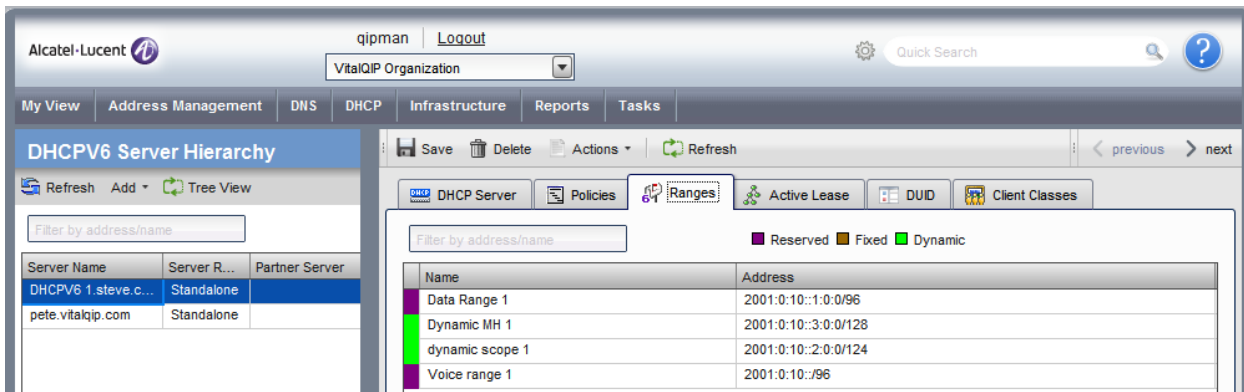 qipman Logout
Alcatel·Lucent
VitalQIP Organization
Quick Search
?
My View Address Management DNS DHCP Infrastructure Reports Tasks
DHCPV6 Server Hierarchy
Refresh Add Tree View
Filter by address/name
Server Name Server R... Partner Server
DHCPV6 1.steve.c... Standalone
pete.vitalqip.com Standalone
Save Delete Actions Refresh previous next
DHCP DHCP Server Policies Ranges Active Lease DUID Client Classes
Filter by address/name
Reserved Fixed Dynamic
Name Address
Data Range 1 2001:0:10::1:0:0/96
Dynamic MH 1 2001:0:10::3:0:0/128
dynamic scope 1 2001:0:10::2:0:0/124
Voice range 1 2001:0:10::/96